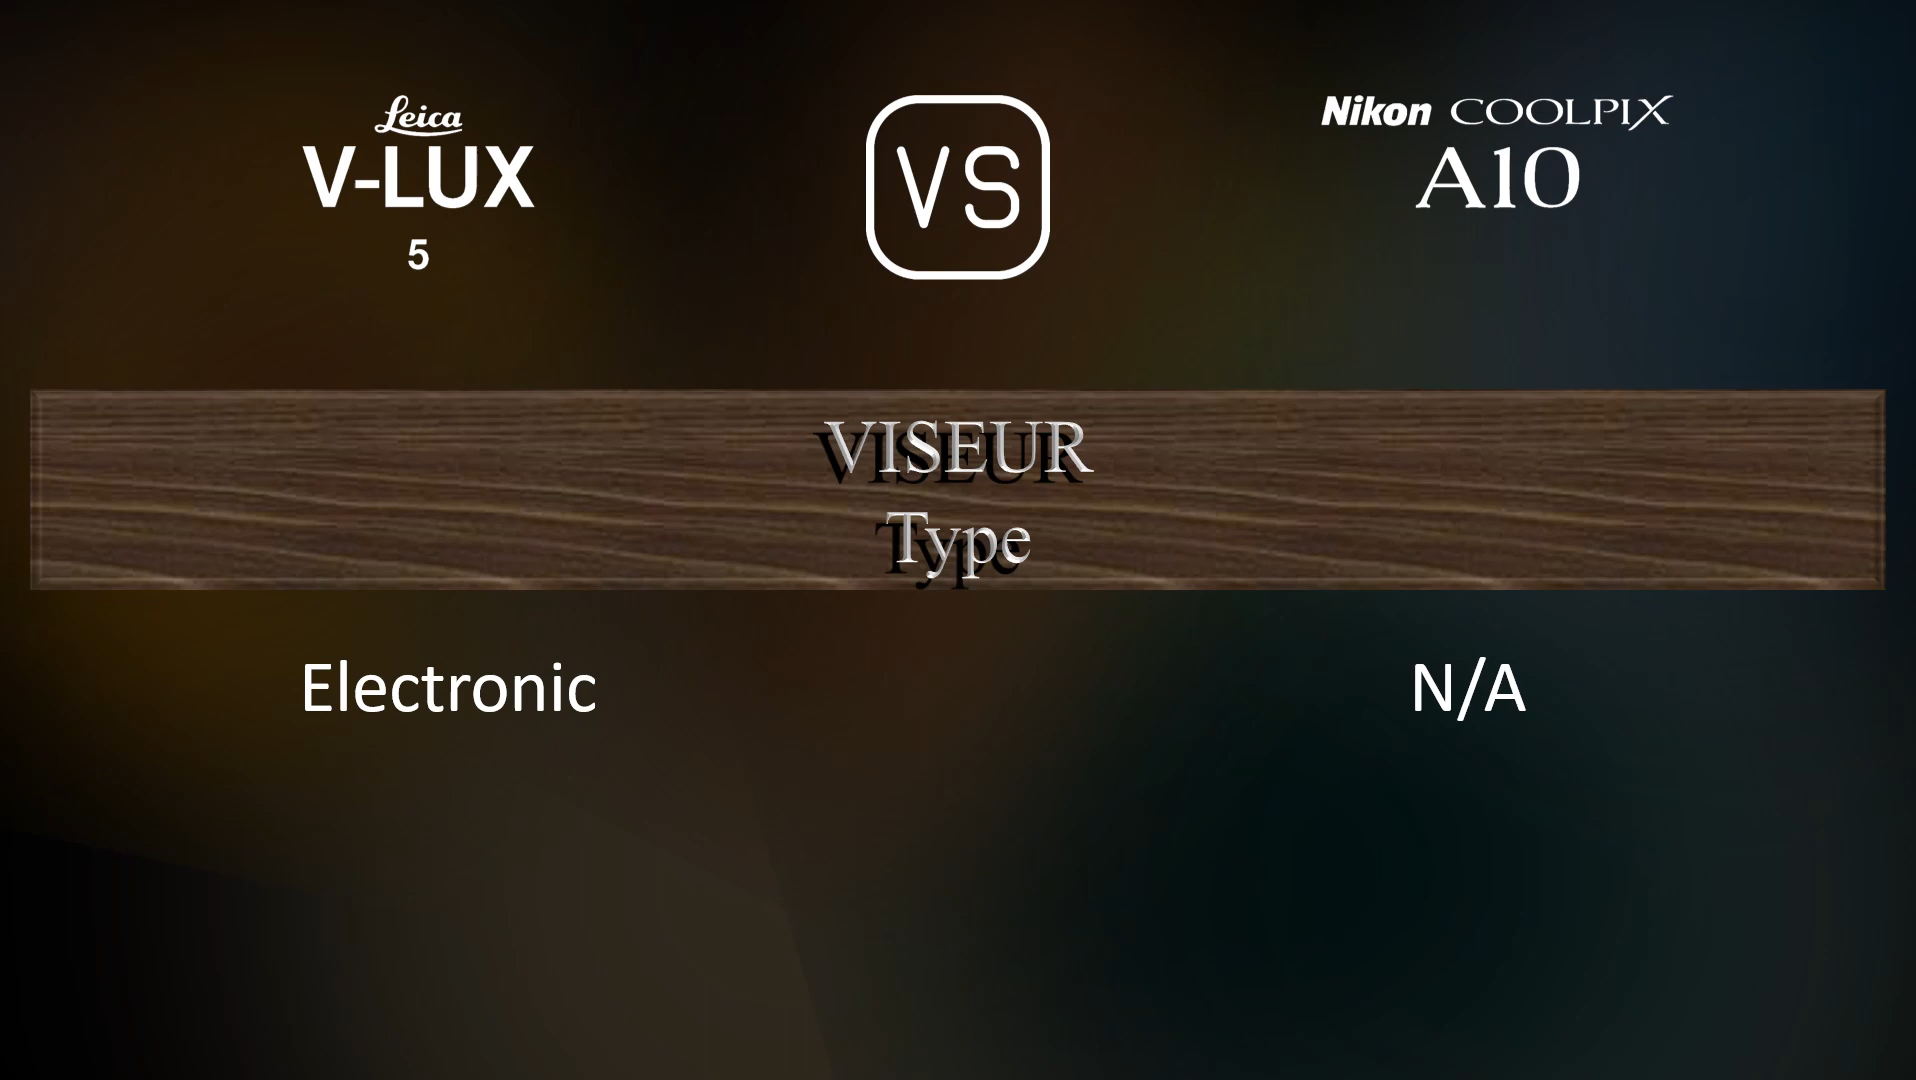 Leica
V-LUX
5
VS
Nikon COOLPIX
A10
VISEUR
Type
Electronic
N/A